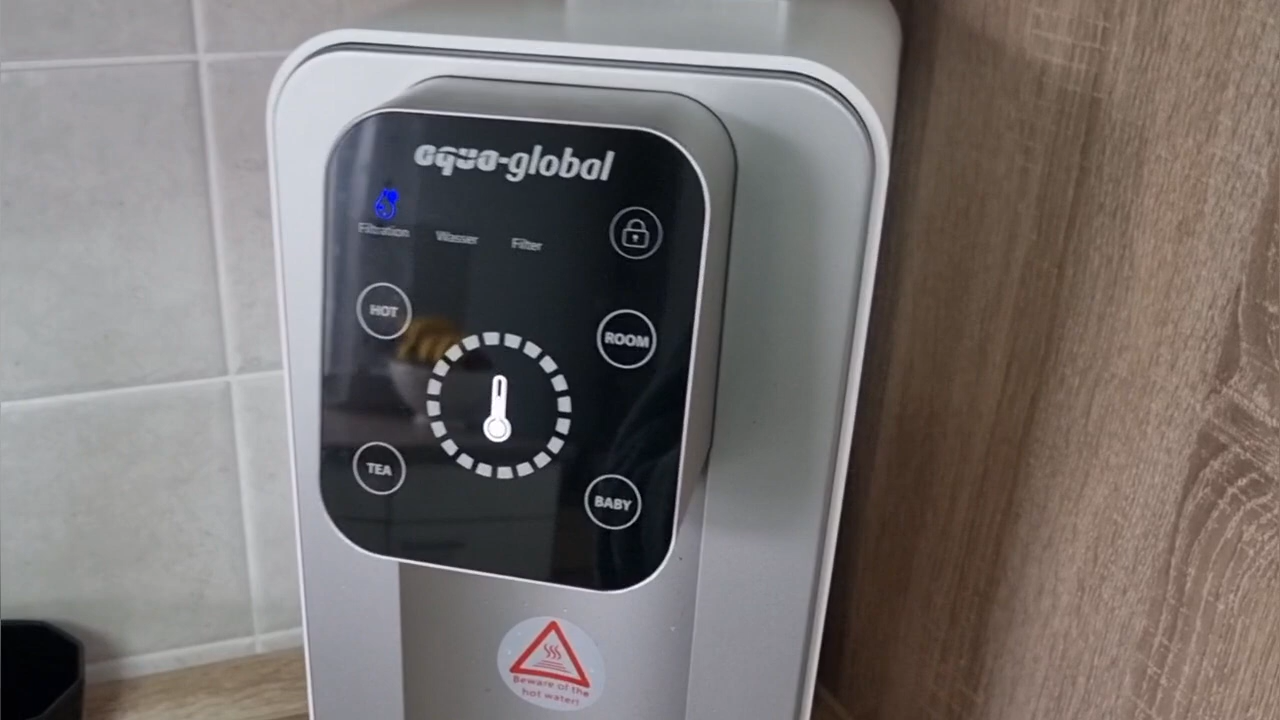 aqua-global
Filtration Wasser Filter
HOT
ROOM
TEA
BABY
Beware of the
hot water!